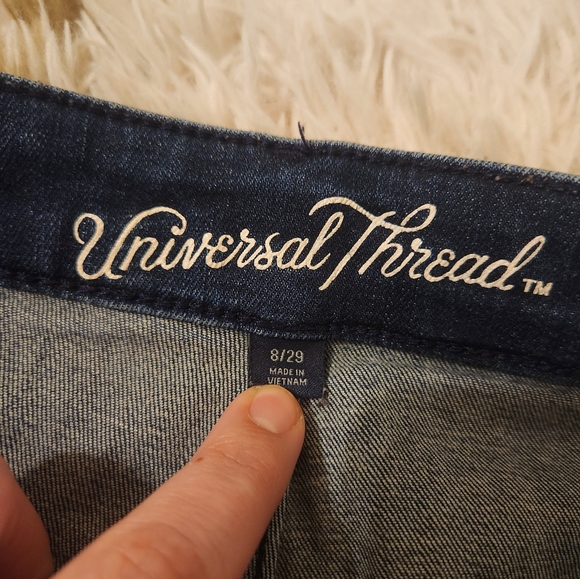 Universal Thread™
8/29
MADE IN
VIETNAM